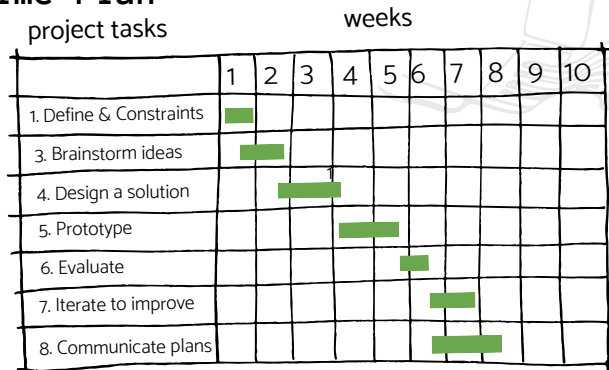 project tasks
weeks
1 2 3 4 5 6 7 8 9 10
1. Define & Constraints
3. Brainstorm ideas
4. Design a solution
1
5. Prototype
6. Evaluate
7. Iterate to improve
8. Communicate plans